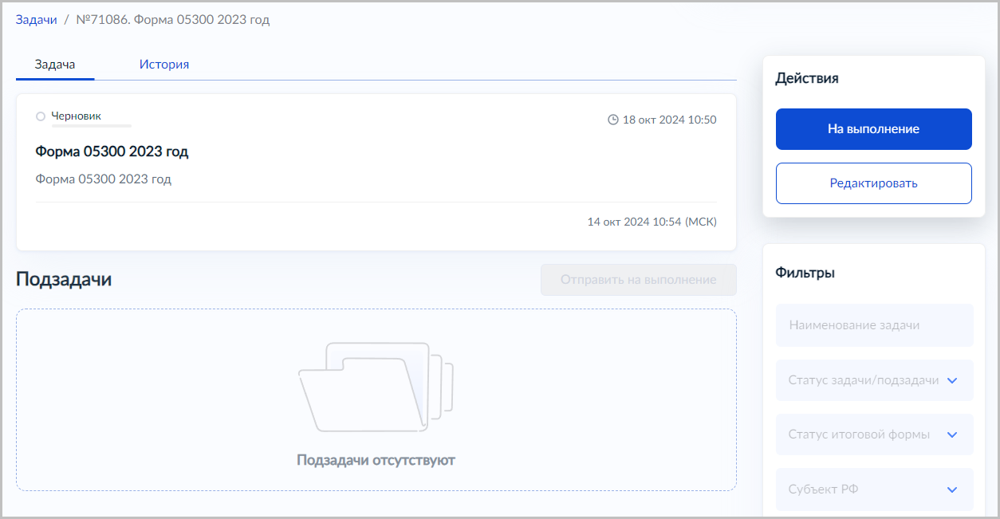 Задачи / №71086. Форма 05300 2023 год
Задача История
Черновик
18 окт 2024 10:50
Форма 05300 2023 год
Форма 05300 2023 год
14 окт 2024 10:54 (МСК)
Подзадачи
Отправить на выполнение
Подзадачи отсутствуют
Действия
На выполнение
Редактировать
Фильтры
Наименование задачи
Статус задачи/подзадачи
Статус итоговой формы
Субъект РФ